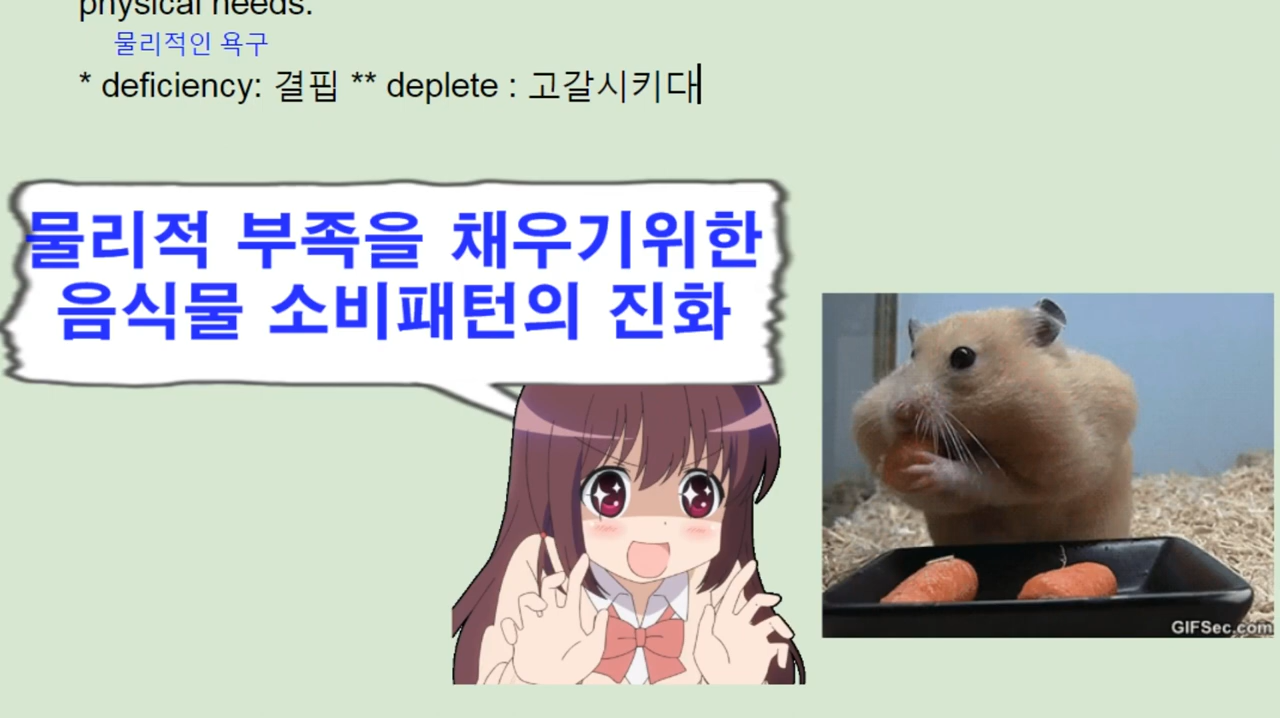 physical needs.
물리적인 욕구
* deficiency: 결핍 ** deplete : 고갈시키다
물리적 부족을 채우기위한
음식물 소비패턴의 진화
GIFSec.com